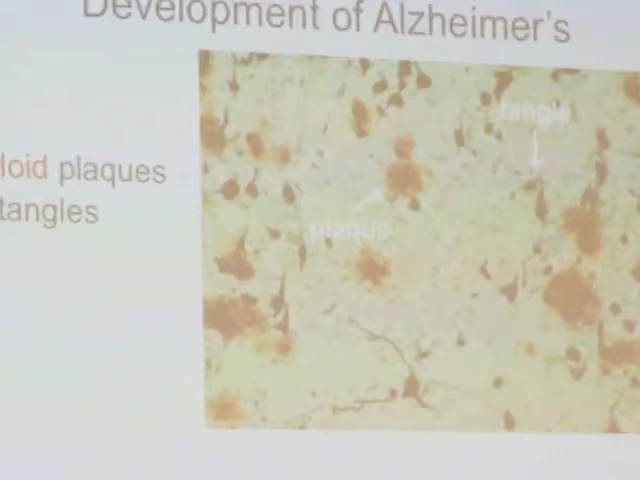 Development of Alzheimer's
loid plaques
tangles
tangle
plaque